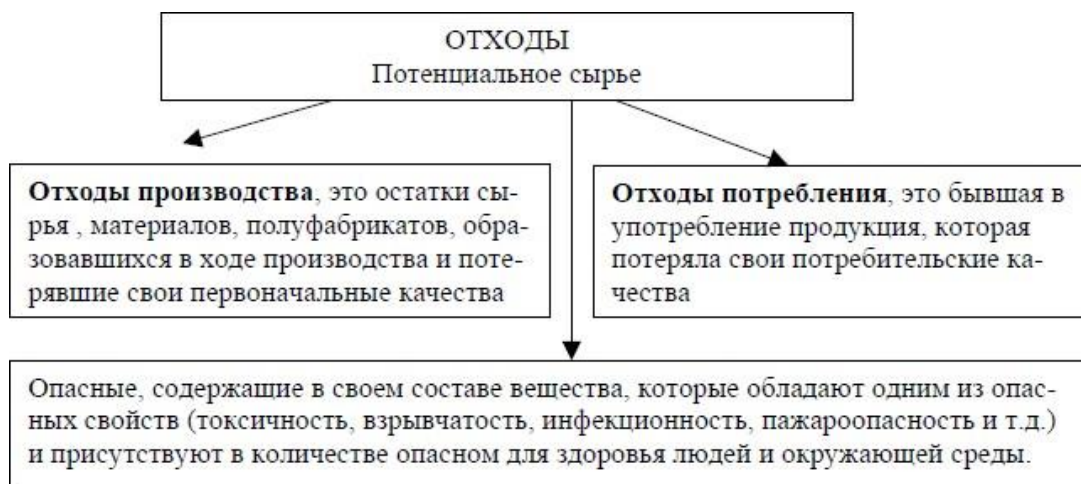 ОТХОДЫ
Потенциальное сырье
Отходы производства, это остатки сы-
рья , материалов, полуфабрикатов, обра-
зовавшихся в ходе производства и поте-
рявшие свои первоначальные качества
Отходы потребления, это бывшая в
употребление продукция, которая
потеряла свои потребительские ка-
чества
Опасные, содержащие в своем составе вещества, которые обладают одним из опас-
ных свойств (токсичность, взрывчатость, инфекционность, пажароопасность и т.д.)
и присутствуют в количестве опасном для здоровья людей и окружающей среды.